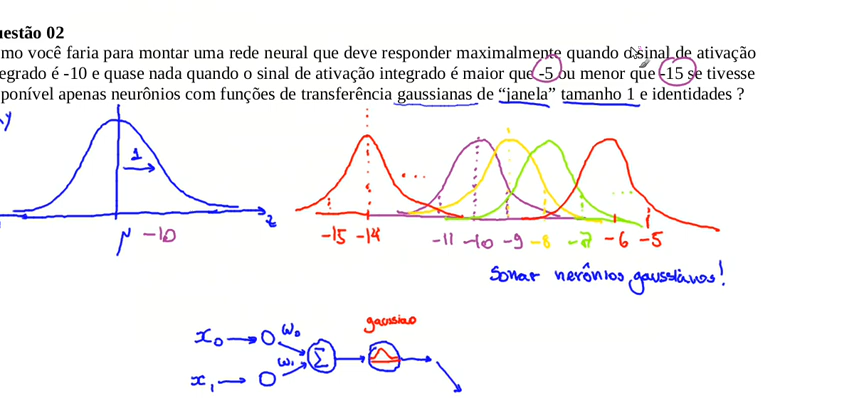 uestão 02
mo você faria para montar uma rede neural que deve responder maximalmente quando o sinal de ativação
egrado é -10 e quase nada quando o sinal de ativação integrado é maior que -5 ou menor que -15 se tivesse
ponível apenas neurônios com funções de transferência gaussianas de “janela” tamanho 1 e identidades ?
y
1
z
μ -10
-15 -14 -11 -10 -9 -8 -7 -6 -5
Somar nerônios gaussianos!
gaussiano
x0 w0
Σ
x1 w1